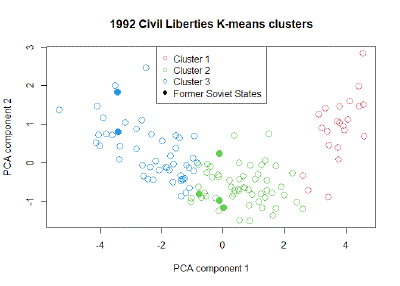 1992 Civil Liberties K-means clusters
Cluster 1
Cluster 2
Cluster 3
Former Soviet States
PCA component 2
3
2
1
0
-1
-4
-2
0
2
4
PCA component 1